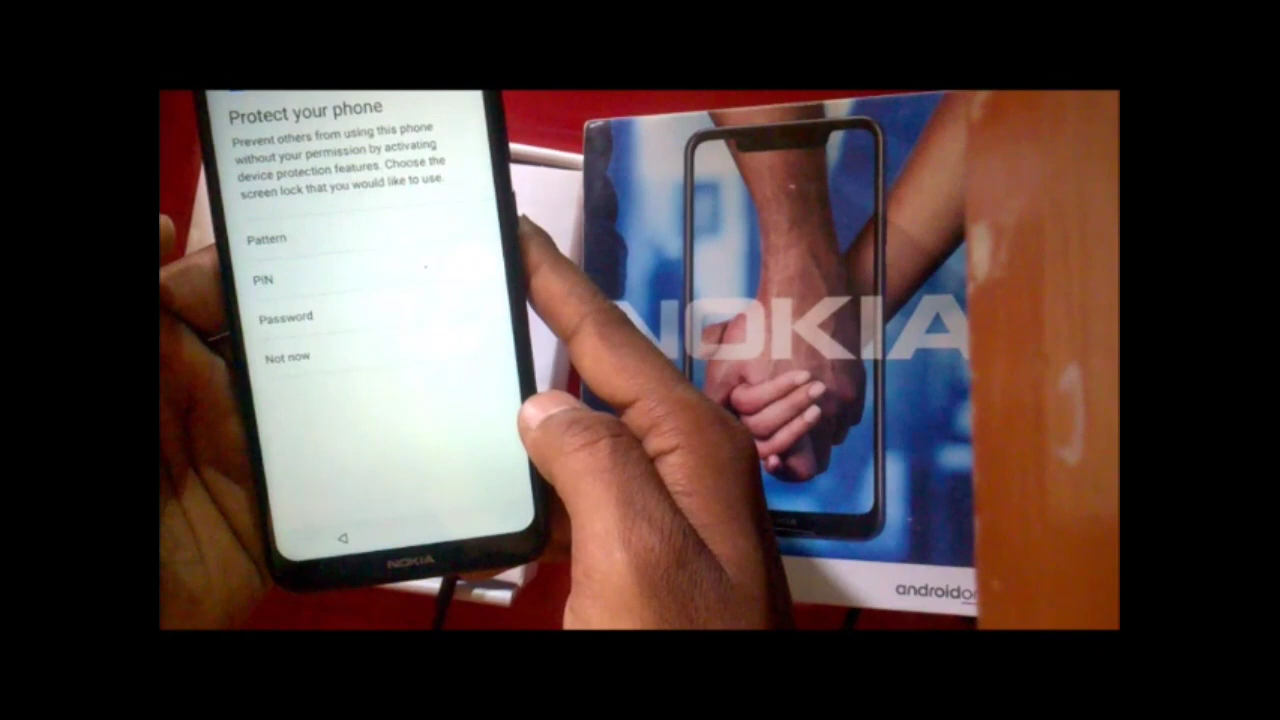 Protect your phone
Prevent others from using this phone
without your permission by activating
device protection features. Choose the
screen lock that you would like to use.
Pattern
PIN
Password
Not now
NOKIA
NOKIA
androidon